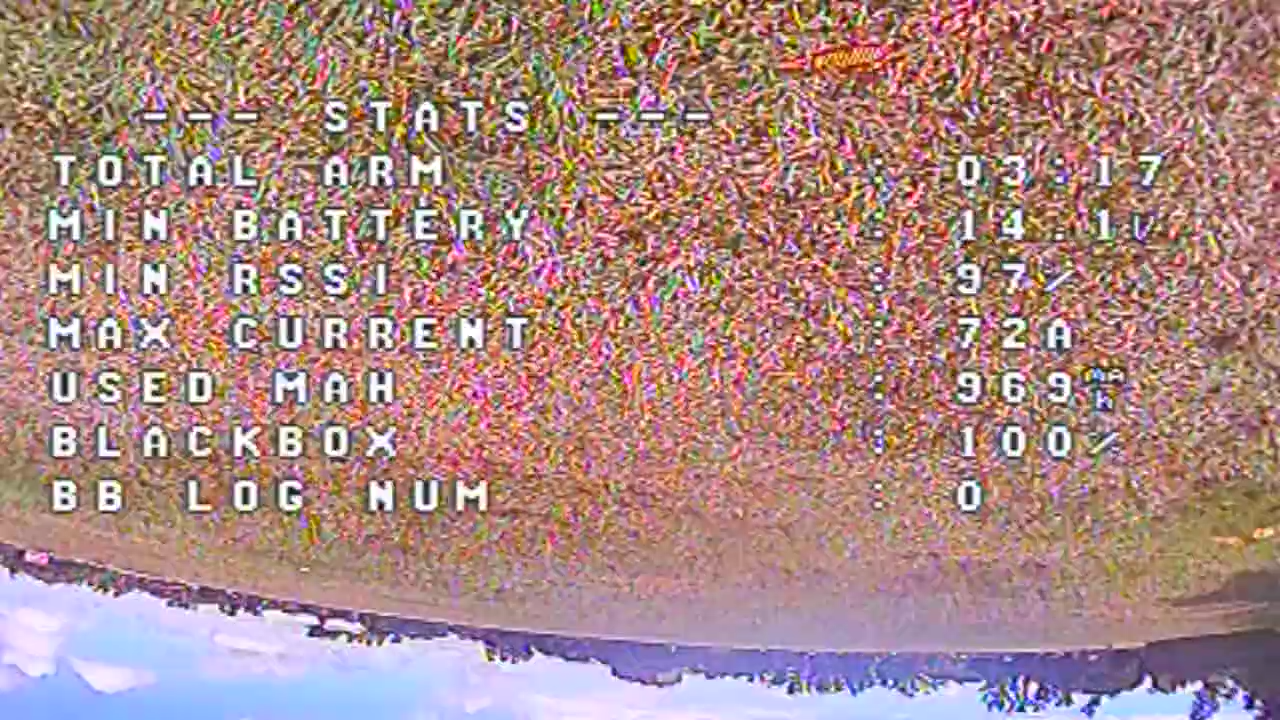 --- STATS ---
TOTAL ARM : 03:17
MIN BATTERY : 14.1V
MIN RSSI : 97%
MAX CURRENT : 72A
USED MAH : 969mAh
BLACKBOX : 100%
BB LOG NUM : 0